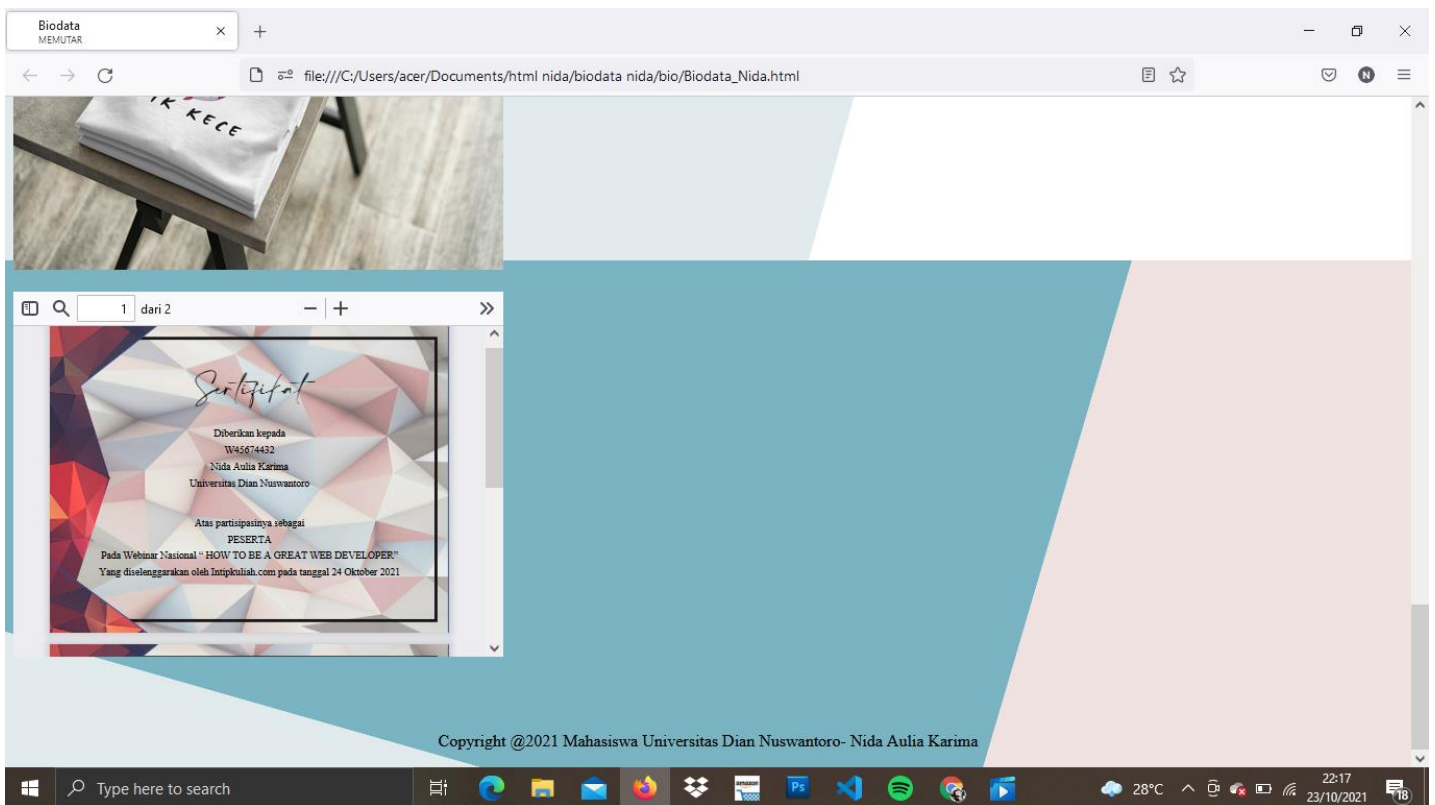 Biodata
MEMUTAR
file:///C:/Users/acer/Documents/html nida/biodata nida/bio/Biodata_Nida.html
N
IK KECE
1 dari 2
Sertifikat
Diberikan kepada
W45674432
Nida Aulia Karima
Universitas Dian Nuswantoro
Atas partisipasinya sebagai
PESERTA
Pada Webinar Nasional “ HOW TO BE A GREAT WEB DEVELOPER”
Yang diselenggarakan oleh Intipkuliah.com pada tanggal 24 Oktober 2021
Copyright @2021 Mahasiswa Universitas Dian Nuswantoro- Nida Aulia Karima
Type here to search
amazon
Ps
28°C
22:17
23/10/2021
18